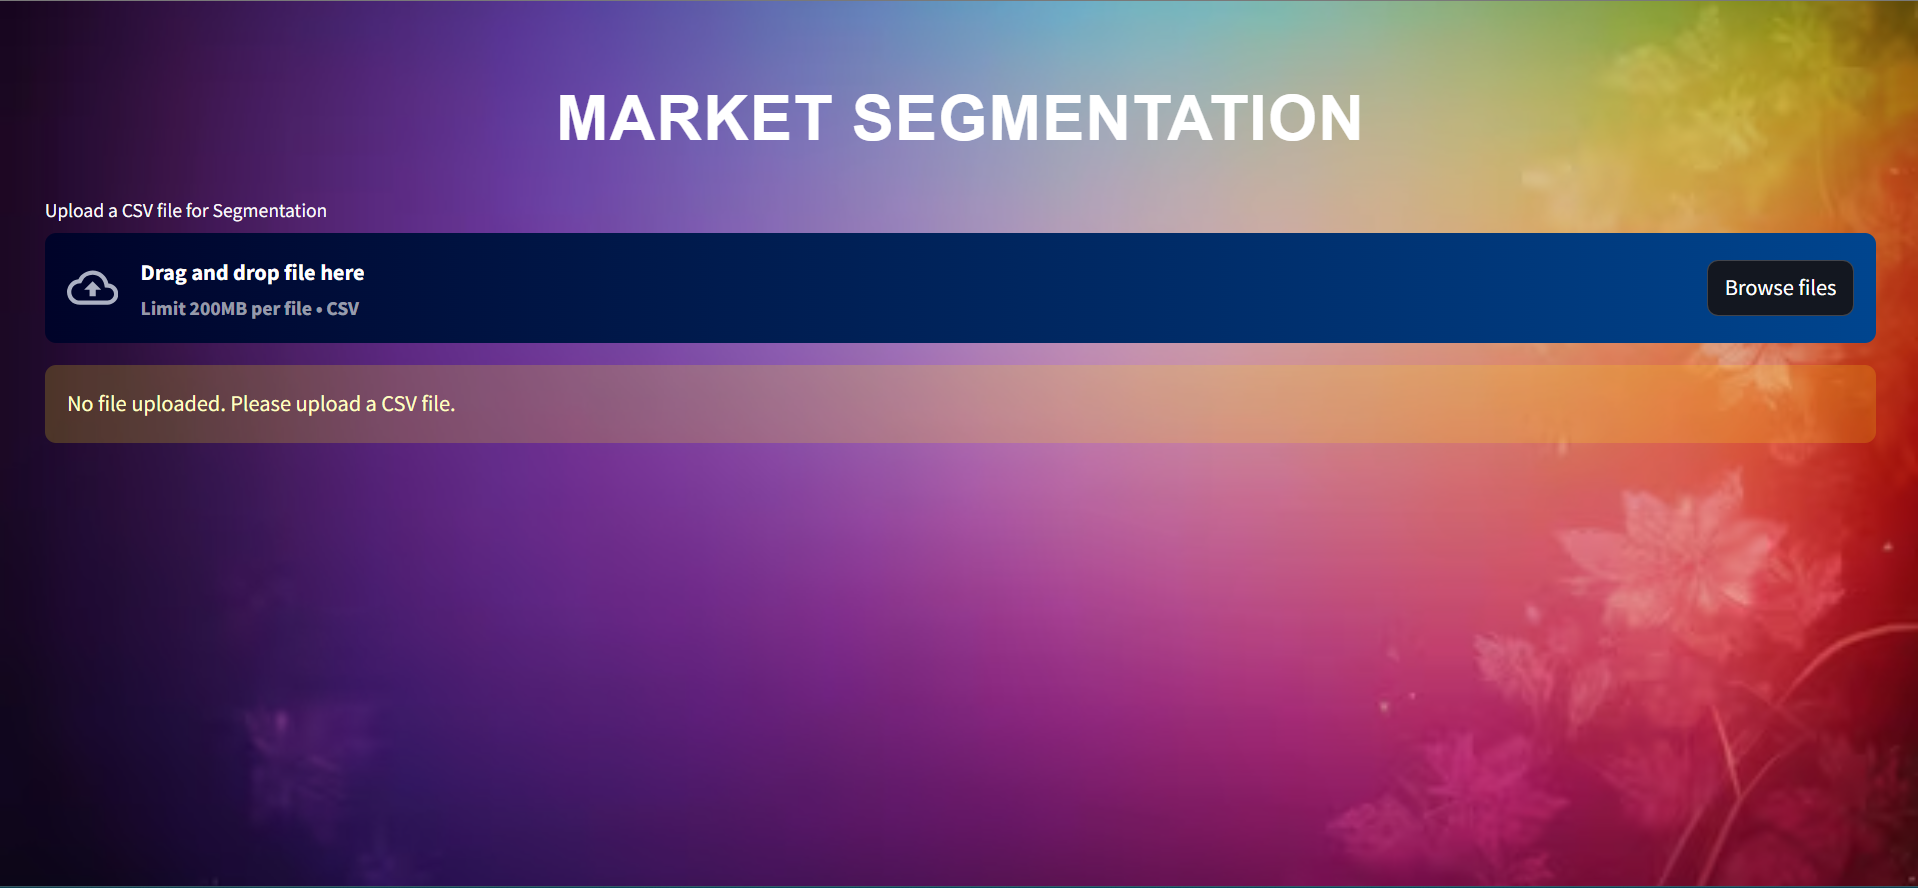 MARKET SEGMENTATION
Upload a CSV file for Segmentation
Drag and drop file here
Limit 200MB per file • CSV
Browse files
No file uploaded. Please upload a CSV file.